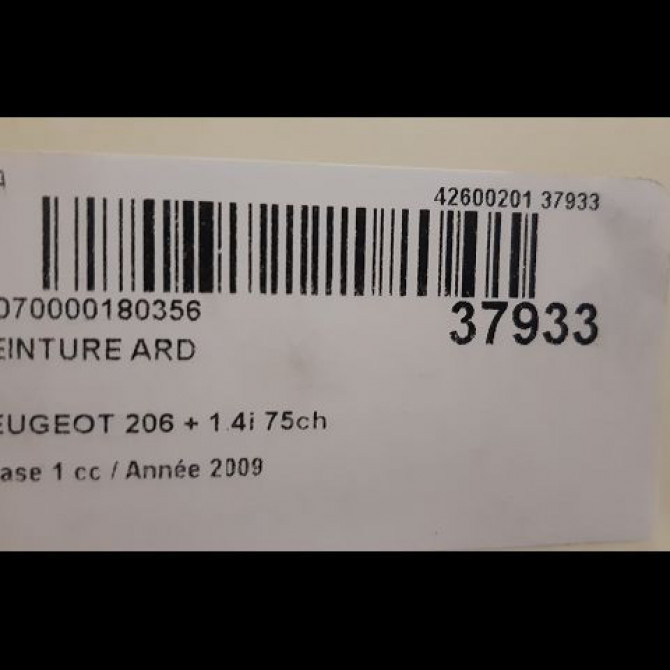 42600201 37933
070000180356
37933
EINTURE ARD
EUGEOT 206 + 1.4i 75ch
ase 1 cc / Année 2009